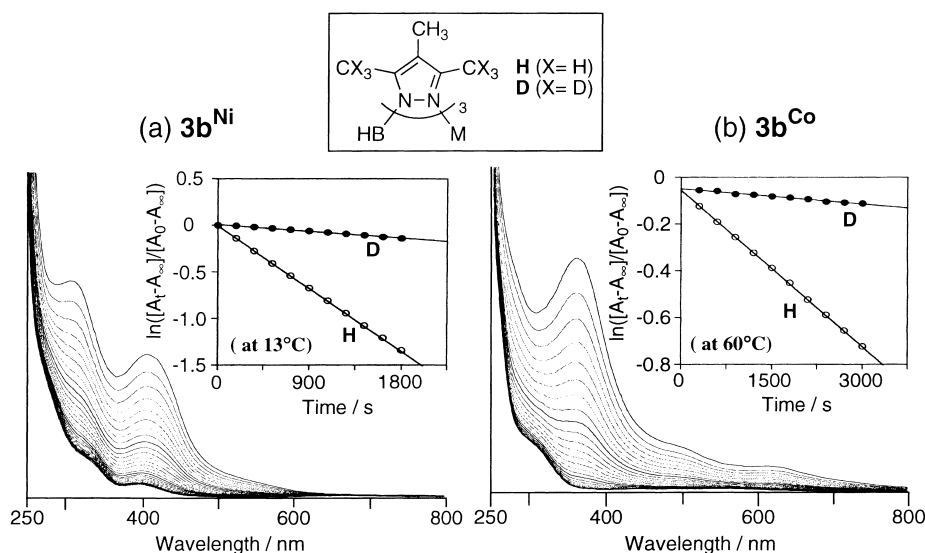 CH3
CX3
CX3
N
N
3
HB
M
H (X= H)
D (X= D)
(a) 3bNi
(b) 3bCo
0.5
0
-0.5
-1.0
-1.5
ln([At-A∞]/[A0-A∞])
D
H
( at 13°C)
0
900
1800
Time / s
250
400
600
800
Wavelength / nm
0
-0.2
-0.4
-0.6
-0.8
ln([At-A∞]/[A0-A∞])
D
H
( at 60°C)
0
1500
3000
Time / s
250
400
600
800
Wavelength / nm